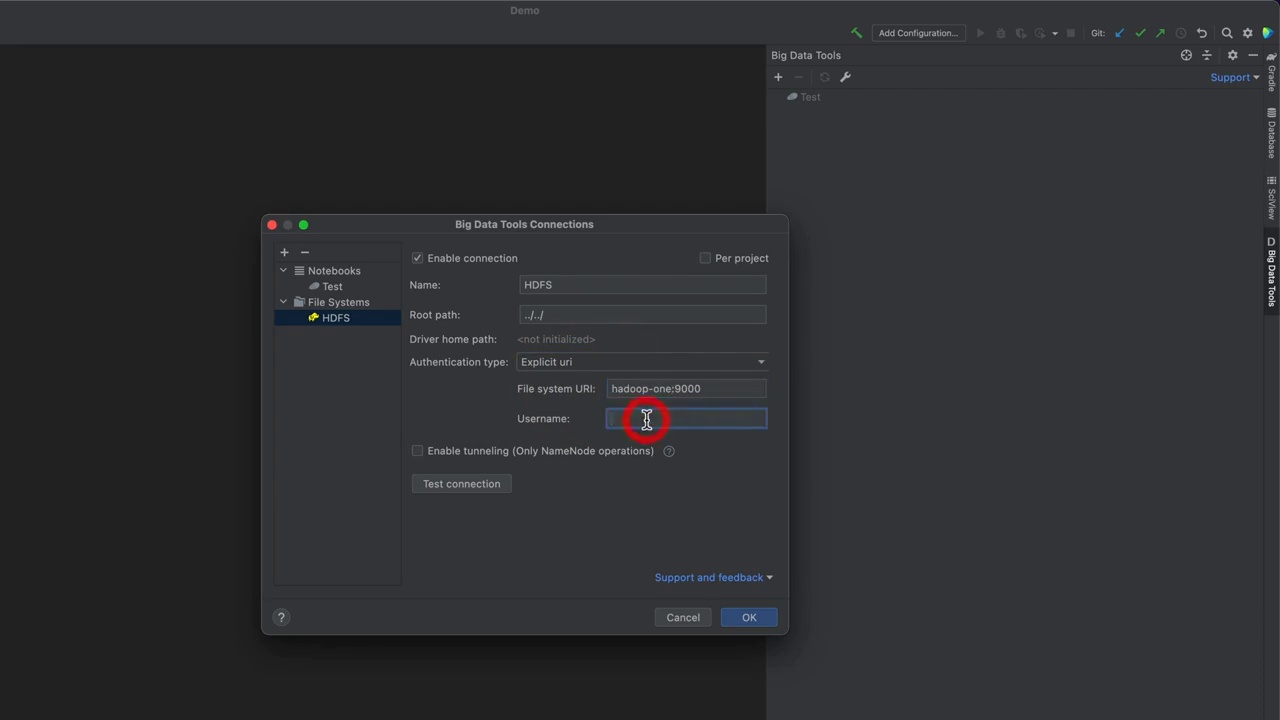 Demo
Add Configuration...
Git:
Big Data Tools
Support
Test
Gradle
Database
SciView
D Big Data Tools
Big Data Tools Connections
Notebooks
Test
File Systems
HDFS
Enable connection
Per project
Name: HDFS
Root path: ../../
Driver home path: <not initialized>
Authentication type: Explicit uri
File system URI: hadoop-one:9000
Username:
Enable tunneling (Only NameNode operations) ?
Test connection
Support and feedback
? Cancel OK